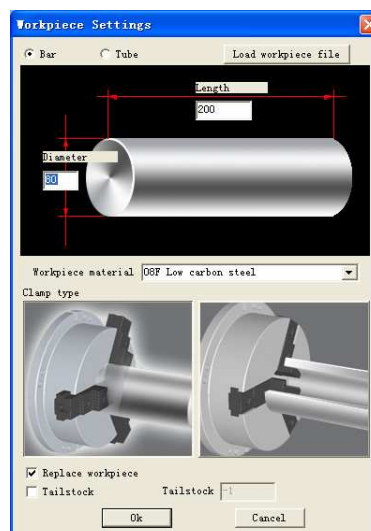 Workpiece Settings
Bar Tube Load workpiece file
Length
200
Diameter
80
Workpiece material 08F Low carbon steel
Clamp type
Replace workpiece
Tailstock Tailstock -1
Ok Cancel